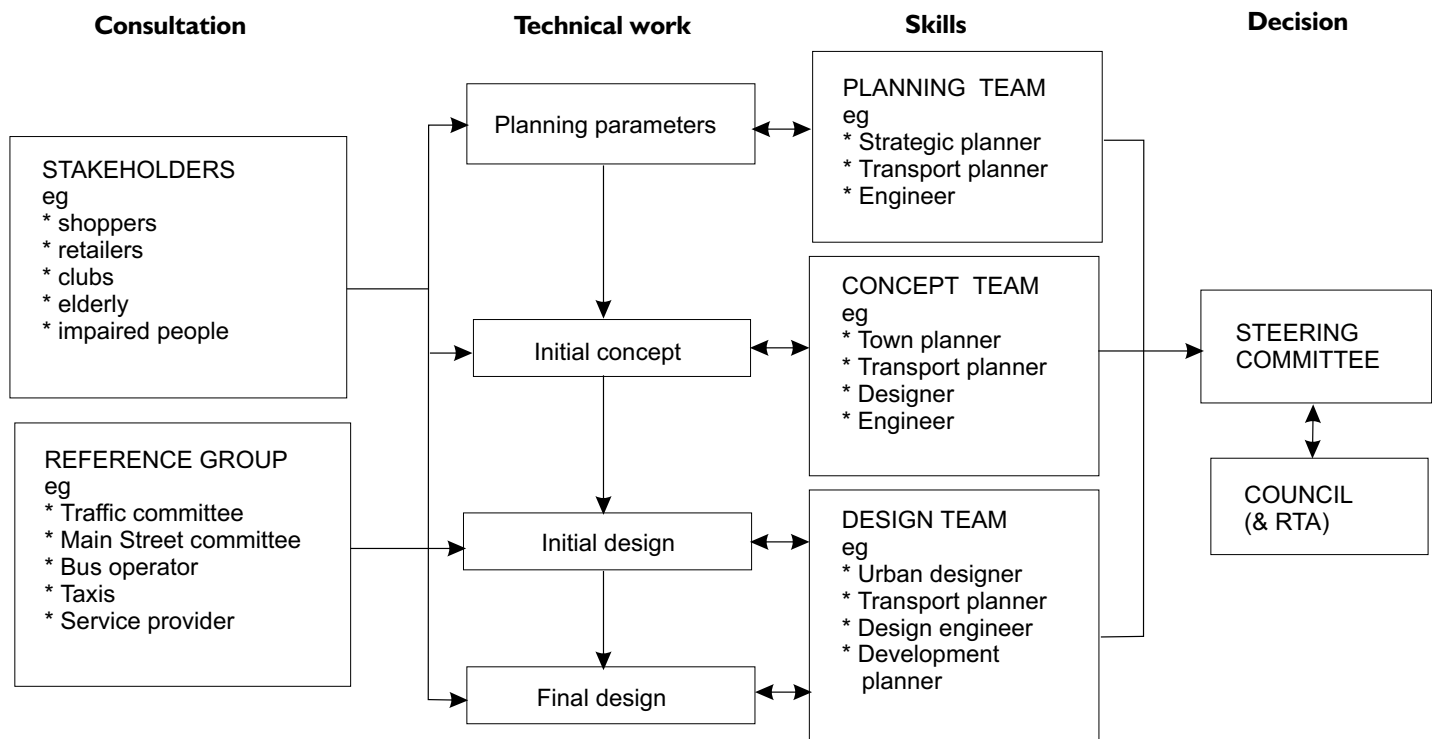 Consultation
Technical work
Skills
Decision
STAKEHOLDERS
eg
* shoppers
* retailers
* clubs
* elderly
* impaired people
REFERENCE GROUP
eg
* Traffic committee
* Main Street committee
* Bus operator
* Taxis
* Service provider
Planning parameters
Initial concept
Initial design
Final design
PLANNING TEAM
eg
* Strategic planner
* Transport planner
* Engineer
CONCEPT TEAM
eg
* Town planner
* Transport planner
* Designer
* Engineer
DESIGN TEAM
eg
* Urban designer
* Transport planner
* Design engineer
* Development
planner
STEERING
COMMITTEE
COUNCIL
(& RTA)